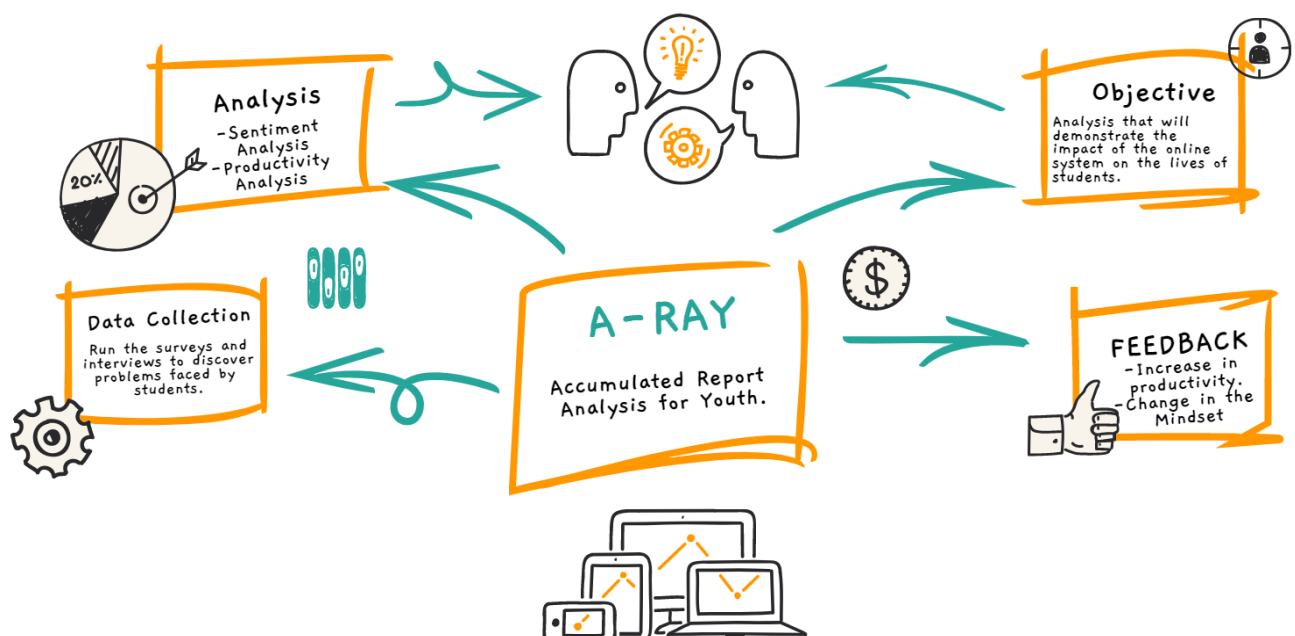 Analysis
-Sentiment
Analysis
-Productivity
Analysis
20%
Objective
Analysis that will
demonstrate the
impact of the online
system on the lives of
students.
Data Collection
Run the surveys and
interviews to discover
problems faced by
students.
A-RAY
Accumulated Report
Analysis for Youth.
$
FEEDBACK
-Increase in
productivity.
-Change in the
Mindset